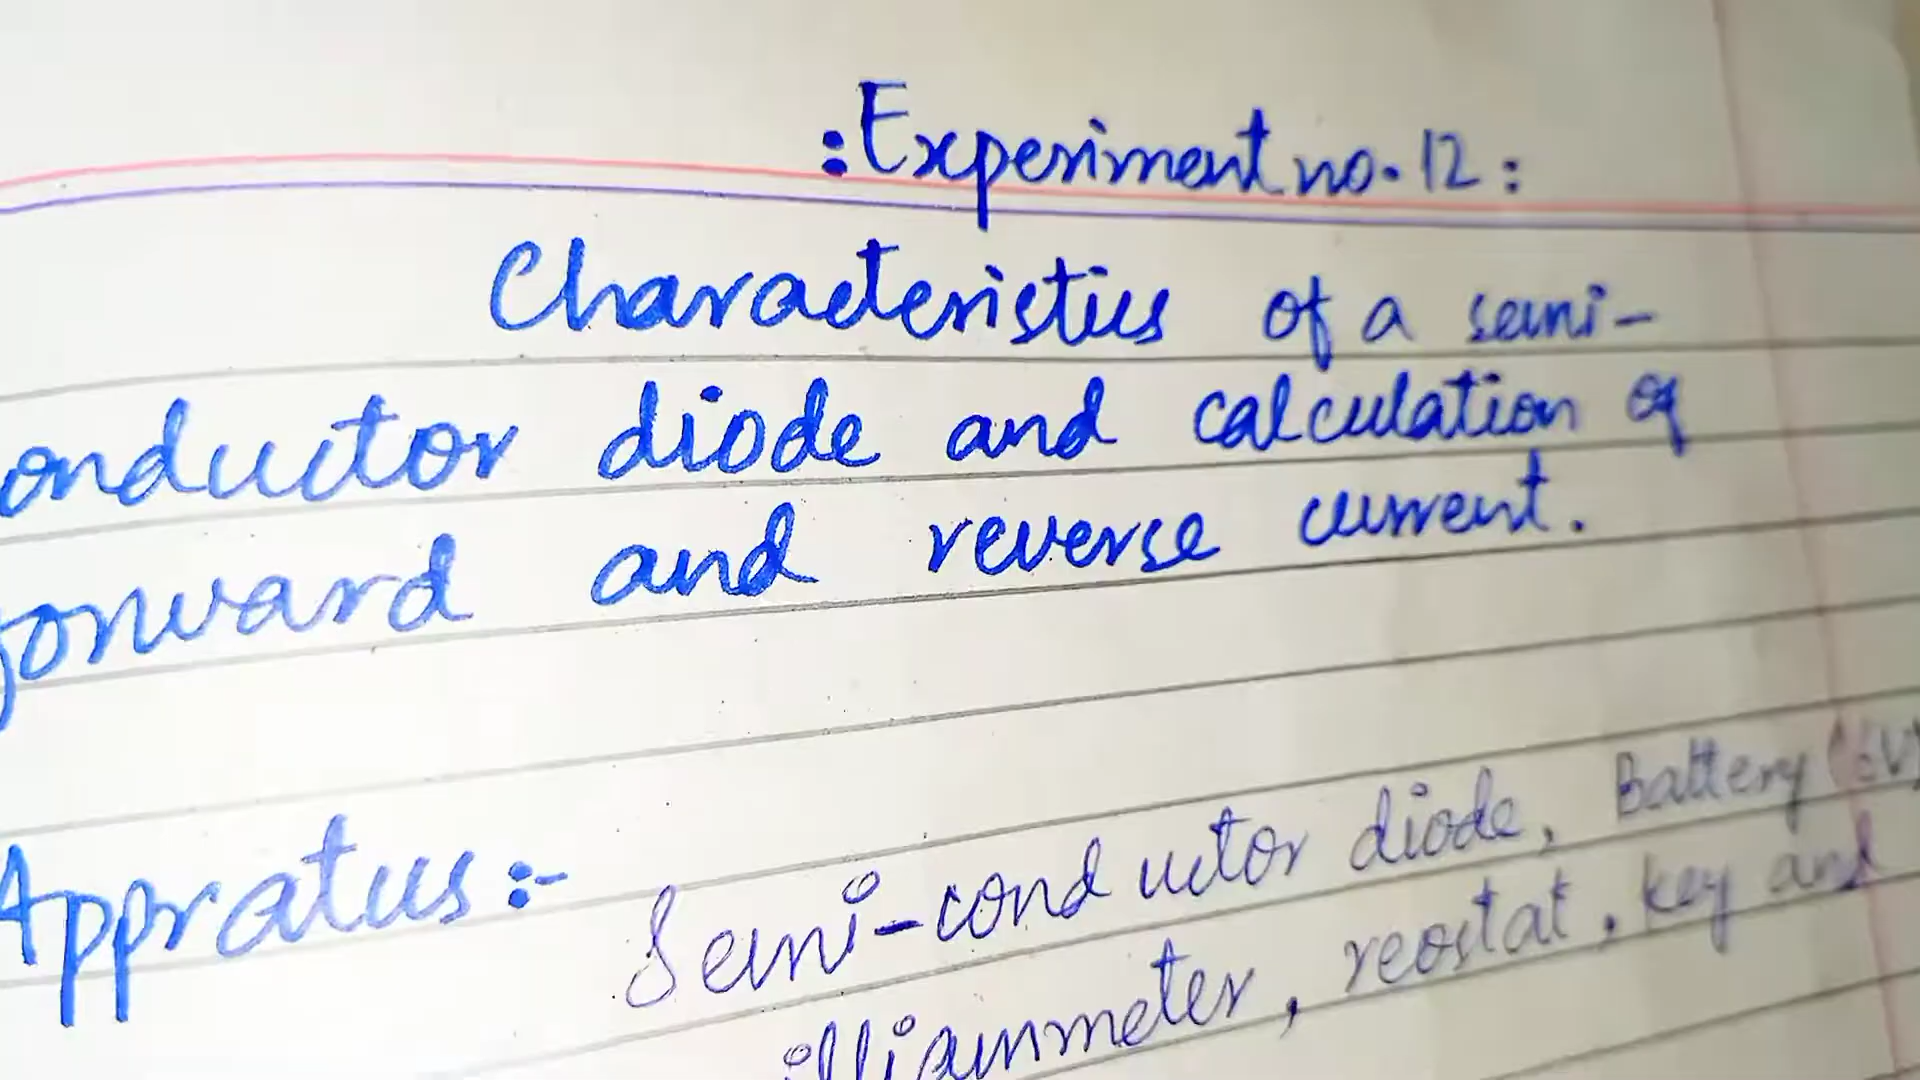 :Experiment no. 12:
Characteristics of a semi-
onductor diode and calculation of
forward and reverse current.
Appratus :- Semi-conductor diode, Battery (6V)
illiammeter, reostat, key and